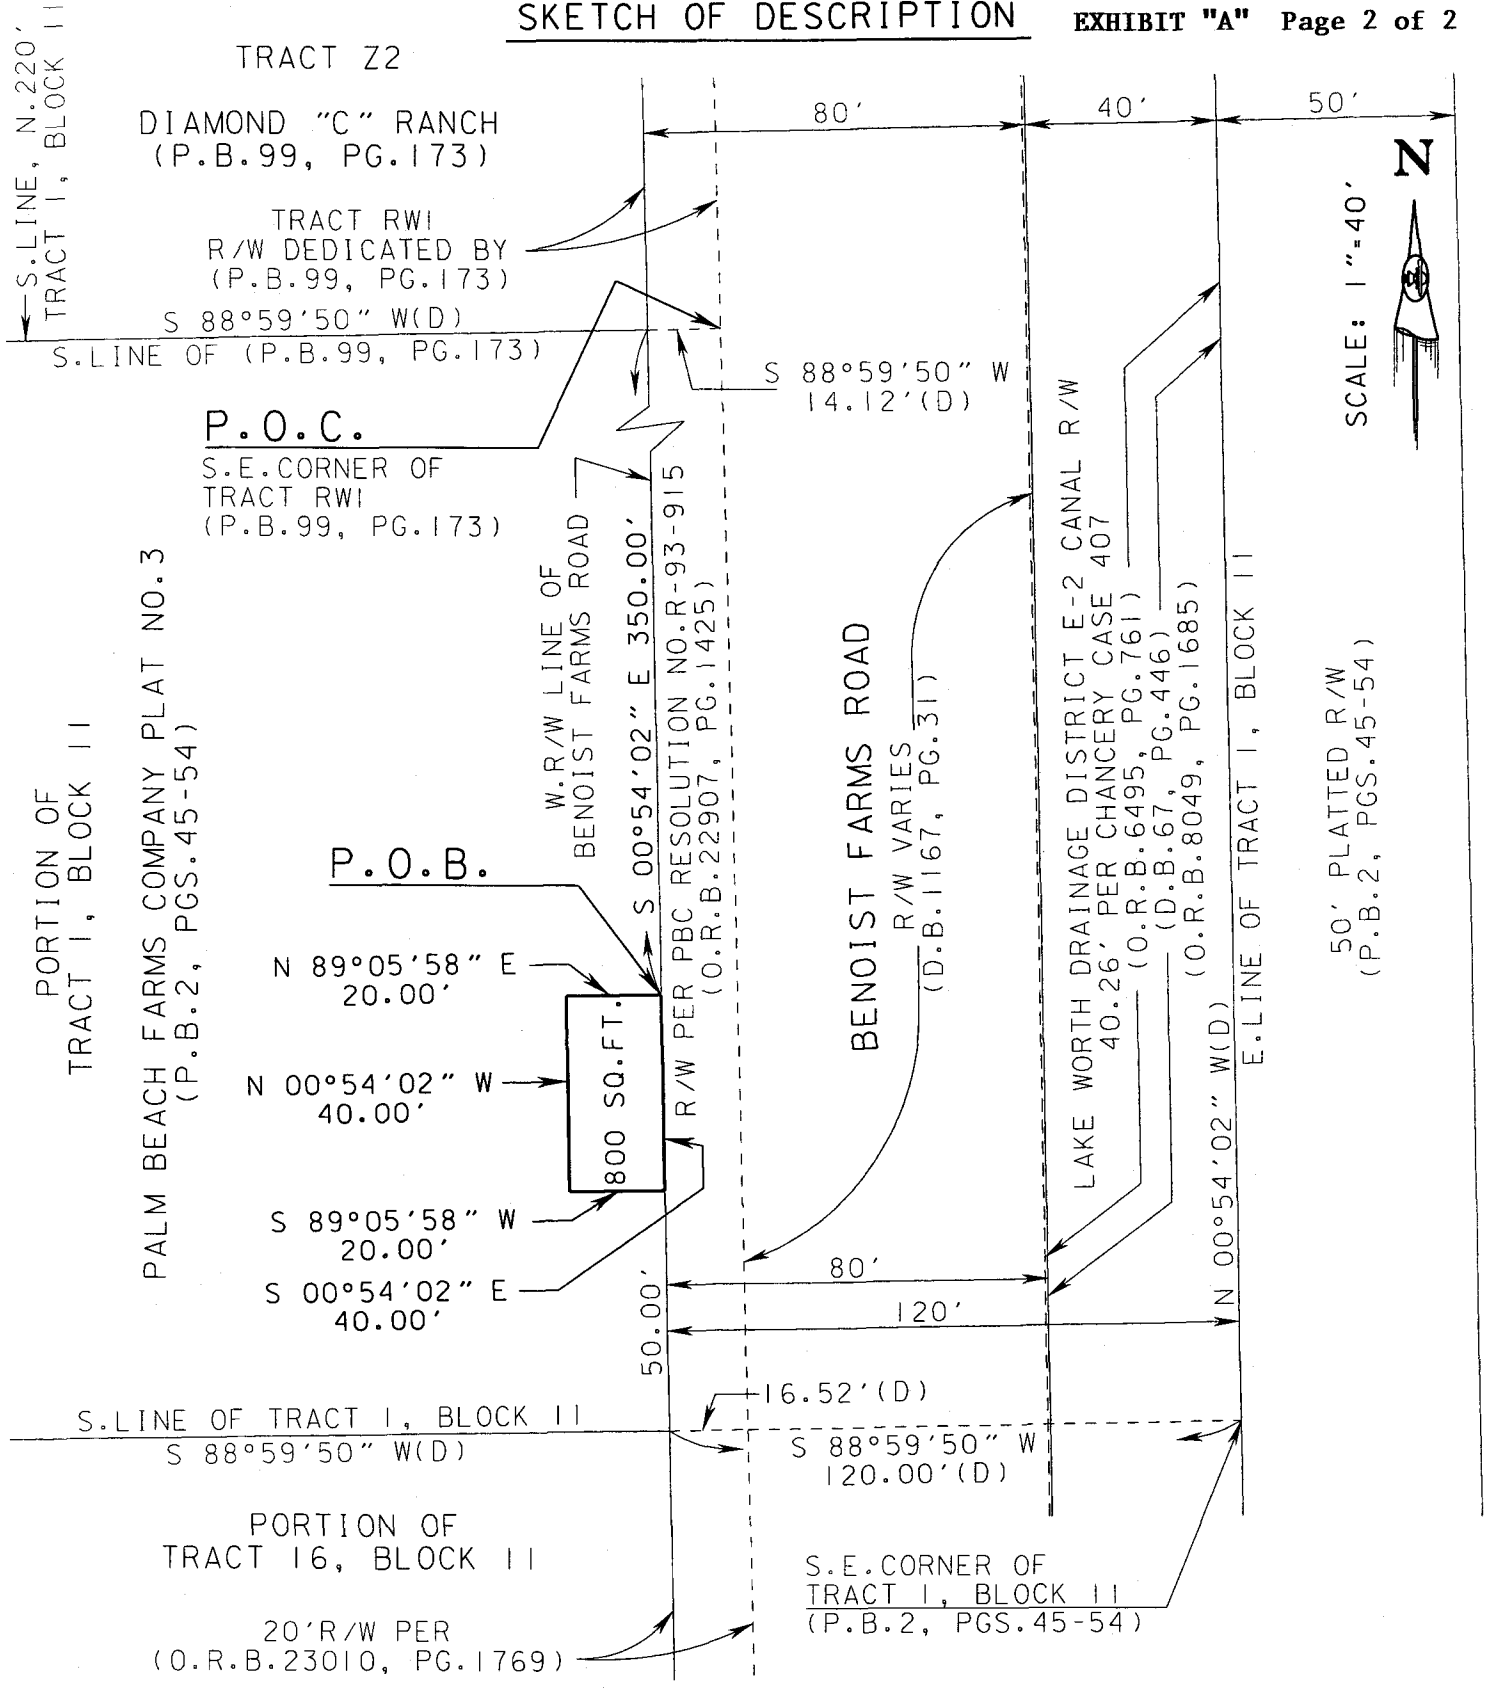 SKETCH OF DESCRIPTION
EXHIBIT "A" Page 2 of 2
S.LINE, N.220'
TRACT 1, BLOCK 11
TRACT Z2
DIAMOND "C" RANCH
(P.B.99, PG.173)
80'
40'
50'
N
SCALE: 1"=40'
TRACT RW1
R/W DEDICATED BY
(P.B.99, PG.173)
S 88°59'50" W(D)
S.LINE OF (P.B.99, PG.173)
S 88°59'50" W
14.12'(D)
P.O.C.
S.E.CORNER OF
TRACT RW1
(P.B.99, PG.173)
PORTION OF
TRACT 1, BLOCK 11
PALM BEACH FARMS COMPANY PLAT NO.3
(P.B.2, PGS.45-54)
W.R/W LINE OF
BENOIST FARMS ROAD
S 00°54'02" E 350.00'
R/W PER PBC RESOLUTION NO.R-93-915
(O.R.B.22907, PG.1425)
BENOIST FARMS ROAD
R/W VARIES
(D.B.1167, PG.31)
LAKE WORTH DRAINAGE DISTRICT E-2 CANAL R/W
40.26' PER CHANCERY CASE 407
(O.R.B.6495, PG.761)
(D.B.67, PG.446)
(O.R.B.8049, PG.1685)
N 00°54'02" W(D)
E.LINE OF TRACT 1, BLOCK 11
50' PLATTED R/W
(P.B.2, PGS.45-54)
P.O.B.
N 89°05'58" E
20.00'
N 00°54'02" W
40.00'
800 SQ.FT.
S 89°05'58" W
20.00'
S 00°54'02" E
40.00'
50.00'
80'
120'
16.52'(D)
S.LINE OF TRACT 1, BLOCK 11
S 88°59'50" W(D)
S 88°59'50" W
120.00'(D)
PORTION OF
TRACT 16, BLOCK 11
S.E.CORNER OF
TRACT 1, BLOCK 11
(P.B.2, PGS.45-54)
20'R/W PER
(O.R.B.23010, PG.1769)